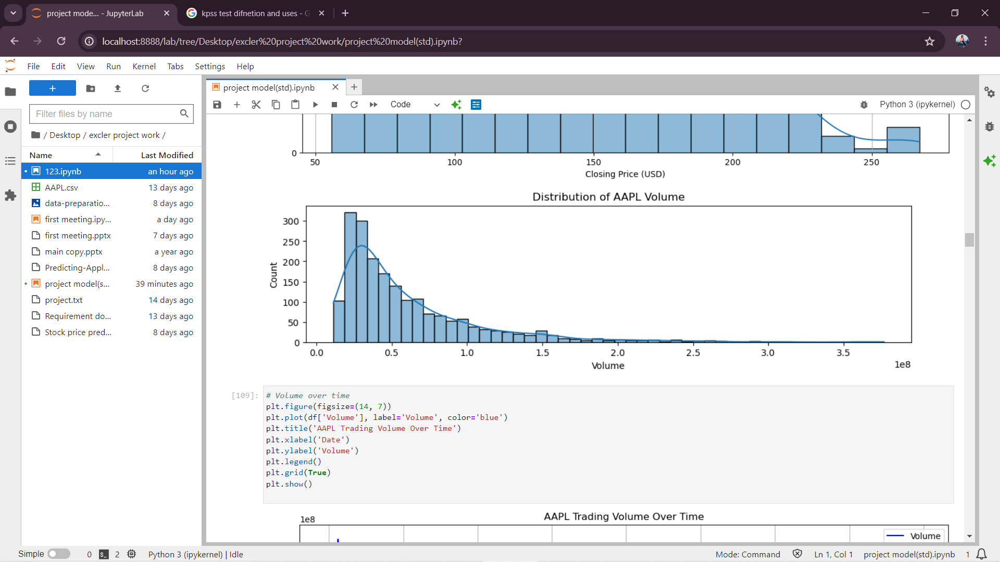 project mode... - JupyterLab
kpss test difnetion and uses - G
localhost:8888/lab/tree/Desktop/excler%20project%20work/project%20model(std).ipynb?
File Edit View Run Kernel Tabs Settings Help
project model(std).ipynb
Code
Python 3 (ipykernel)
Filter files by name
/ Desktop / excler project work /
Name Last Modified
123.ipynb an hour ago
AAPL.csv 13 days ago
data-preparatio... 8 days ago
first meeting.ipy... a day ago
first meeting.pptx 7 days ago
main copy.pptx a year ago
Predicting-Appl... 8 days ago
project model(s... 39 minutes ago
project.txt 14 days ago
Requirement do... 13 days ago
Stock price pred... 8 days ago
0
50 100 150 200 250
Closing Price (USD)
Distribution of AAPL Volume
300
250
200
150
100
50
0
Count
0.0 0.5 1.0 1.5 2.0 2.5 3.0 3.5
1e8
Volume
[109]:
# Volume over time
plt.figure(figsize=(14, 7))
plt.plot(df['Volume'], label='Volume', color='blue')
plt.title('AAPL Trading Volume Over Time')
plt.xlabel('Date')
plt.ylabel('Volume')
plt.legend()
plt.grid(True)
plt.show()
AAPL Trading Volume Over Time
1e8
Volume
Simple 0 $_ 2 Python 3 (ipykernel) | Idle
Mode: Command Ln 1, Col 1 project model(std).ipynb 1